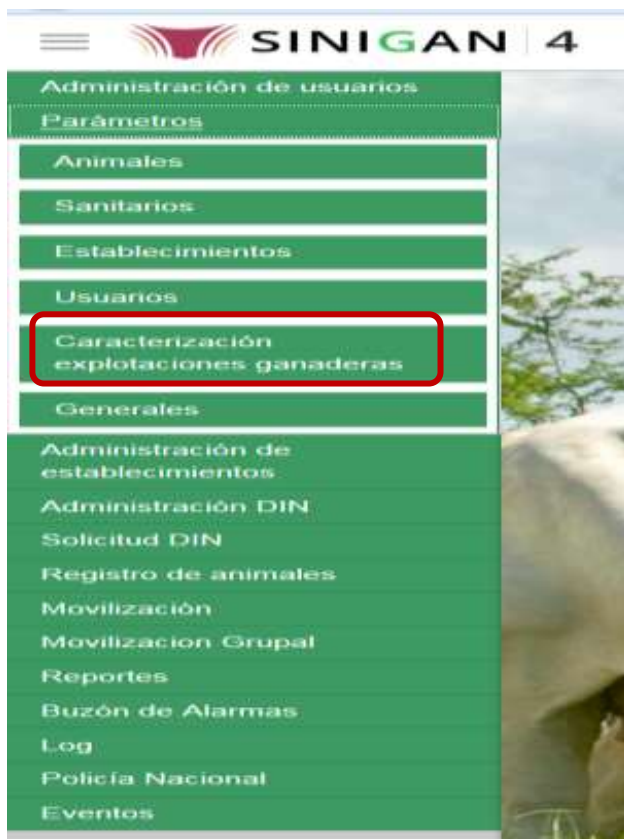 SINIGAN 4
Administración de usuarios
Parámetros
Animales
Sanitarios
Establecimientos
Usuarios
Caracterización
explotaciones ganaderas
Generales
Administración de
establecimientos
Administración DIN
Solicitud DIN
Registro de animales
Movilización
Movilizacion Grupal
Reportes
Buzón de Alarmas
Log
Policía Nacional
Eventos